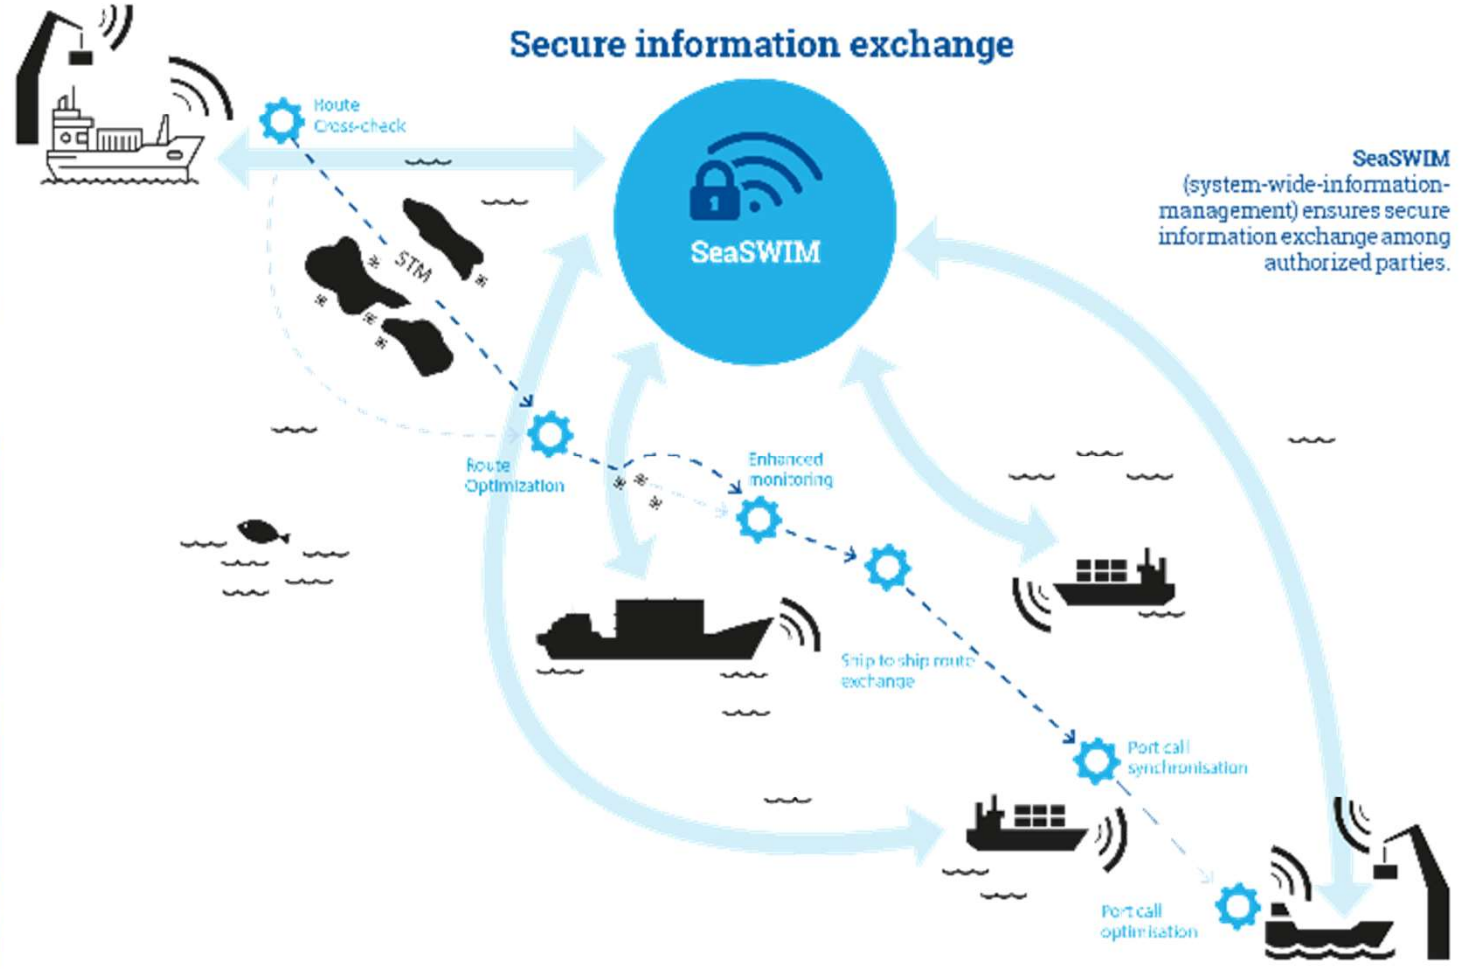 Secure information exchange
Route
Cross-check
SeaSWIM
(system-wide-information-
management) ensures secure
information exchange among
authorized parties.
1
SeaSWIM
STM
Route
Optimization
Enhanced
monitoring
Ship to ship route
exchange
Port call
synchronisation
Port call
optimisation